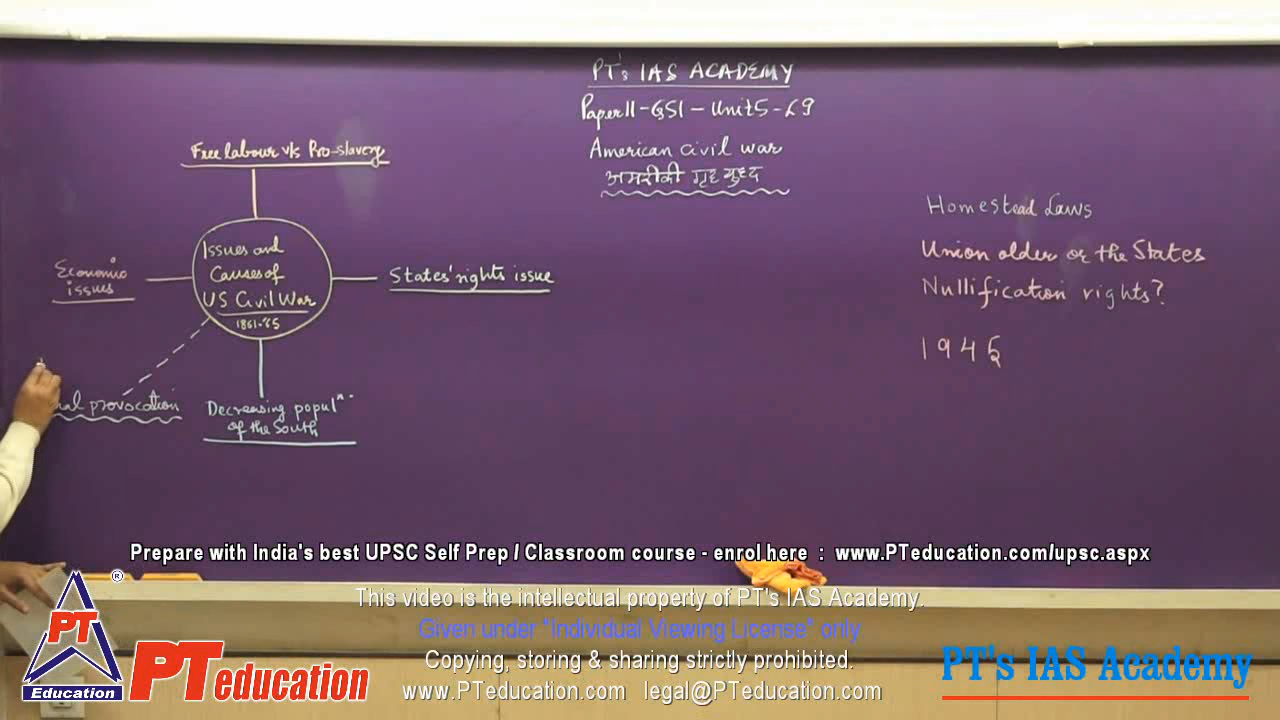 PT's IAS ACADEMY
Paper II - GSI - Unit 5 - L9
American civil war
अमरीकी गृह युद्ध
Free labour v/s Pro-slavery
Issues and
Causes of
US Civil War
1861-'65
Economic
issues
States' rights issue
provocation
Decreasing populⁿ.
of the South
Homestead Laws
Union older or the States
Nullification rights?
Prepare with India's best UPSC Self Prep / Classroom course - enrol here : www.PTeducation.com/upsc.aspx
This video is the intellectual property of PT's IAS Academy.
Given under "Individual Viewing License" only
Copying, storing & sharing strictly prohibited.
www.PTeducation.com legal@PTeducation.com
PT
Education
®
PT education
PT's IAS Academy